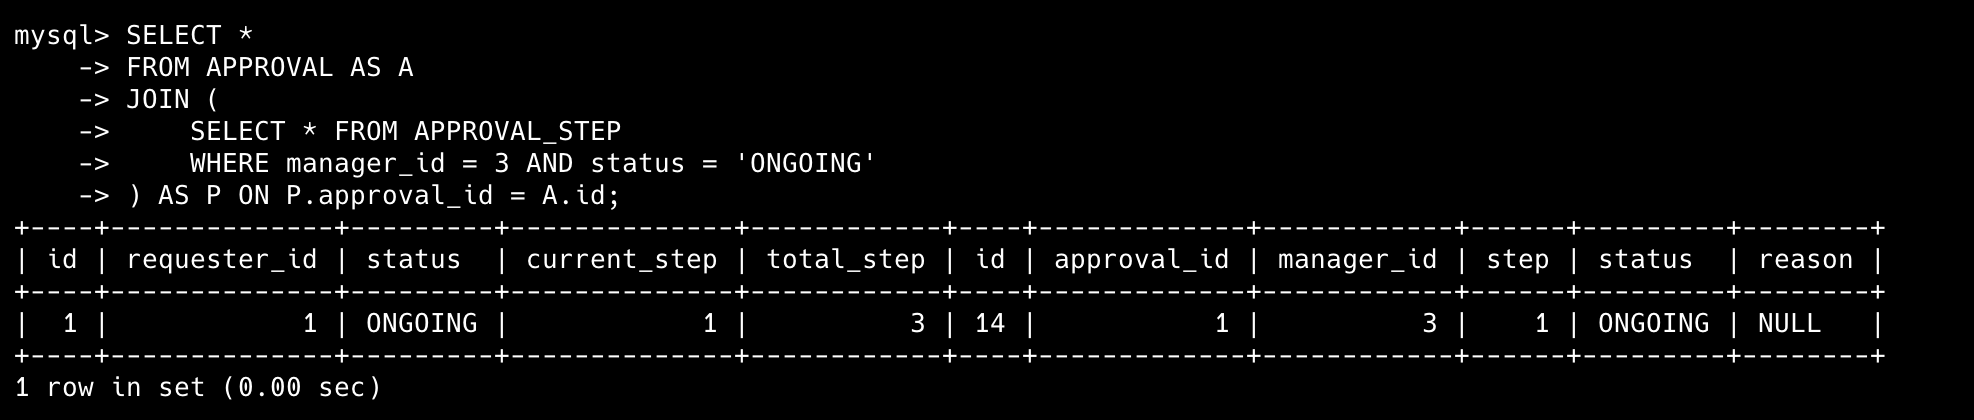 mysql> SELECT *
    -> FROM APPROVAL AS A
    -> JOIN (
    ->     SELECT * FROM APPROVAL_STEP
    ->     WHERE manager_id = 3 AND status = 'ONGOING'
    -> ) AS P ON P.approval_id = A.id;
+----+--------------+---------+--------------+------------+----+-------------+------------+------+---------+--------+
| id | requester_id | status  | current_step | total_step | id | approval_id | manager_id | step | status  | reason |
+----+--------------+---------+--------------+------------+----+-------------+------------+------+---------+--------+
|  1 |            1 | ONGOING |            1 |          3 | 14 |           1 |          3 |    1 | ONGOING | NULL   |
+----+--------------+---------+--------------+------------+----+-------------+------------+------+---------+--------+
1 row in set (0.00 sec)